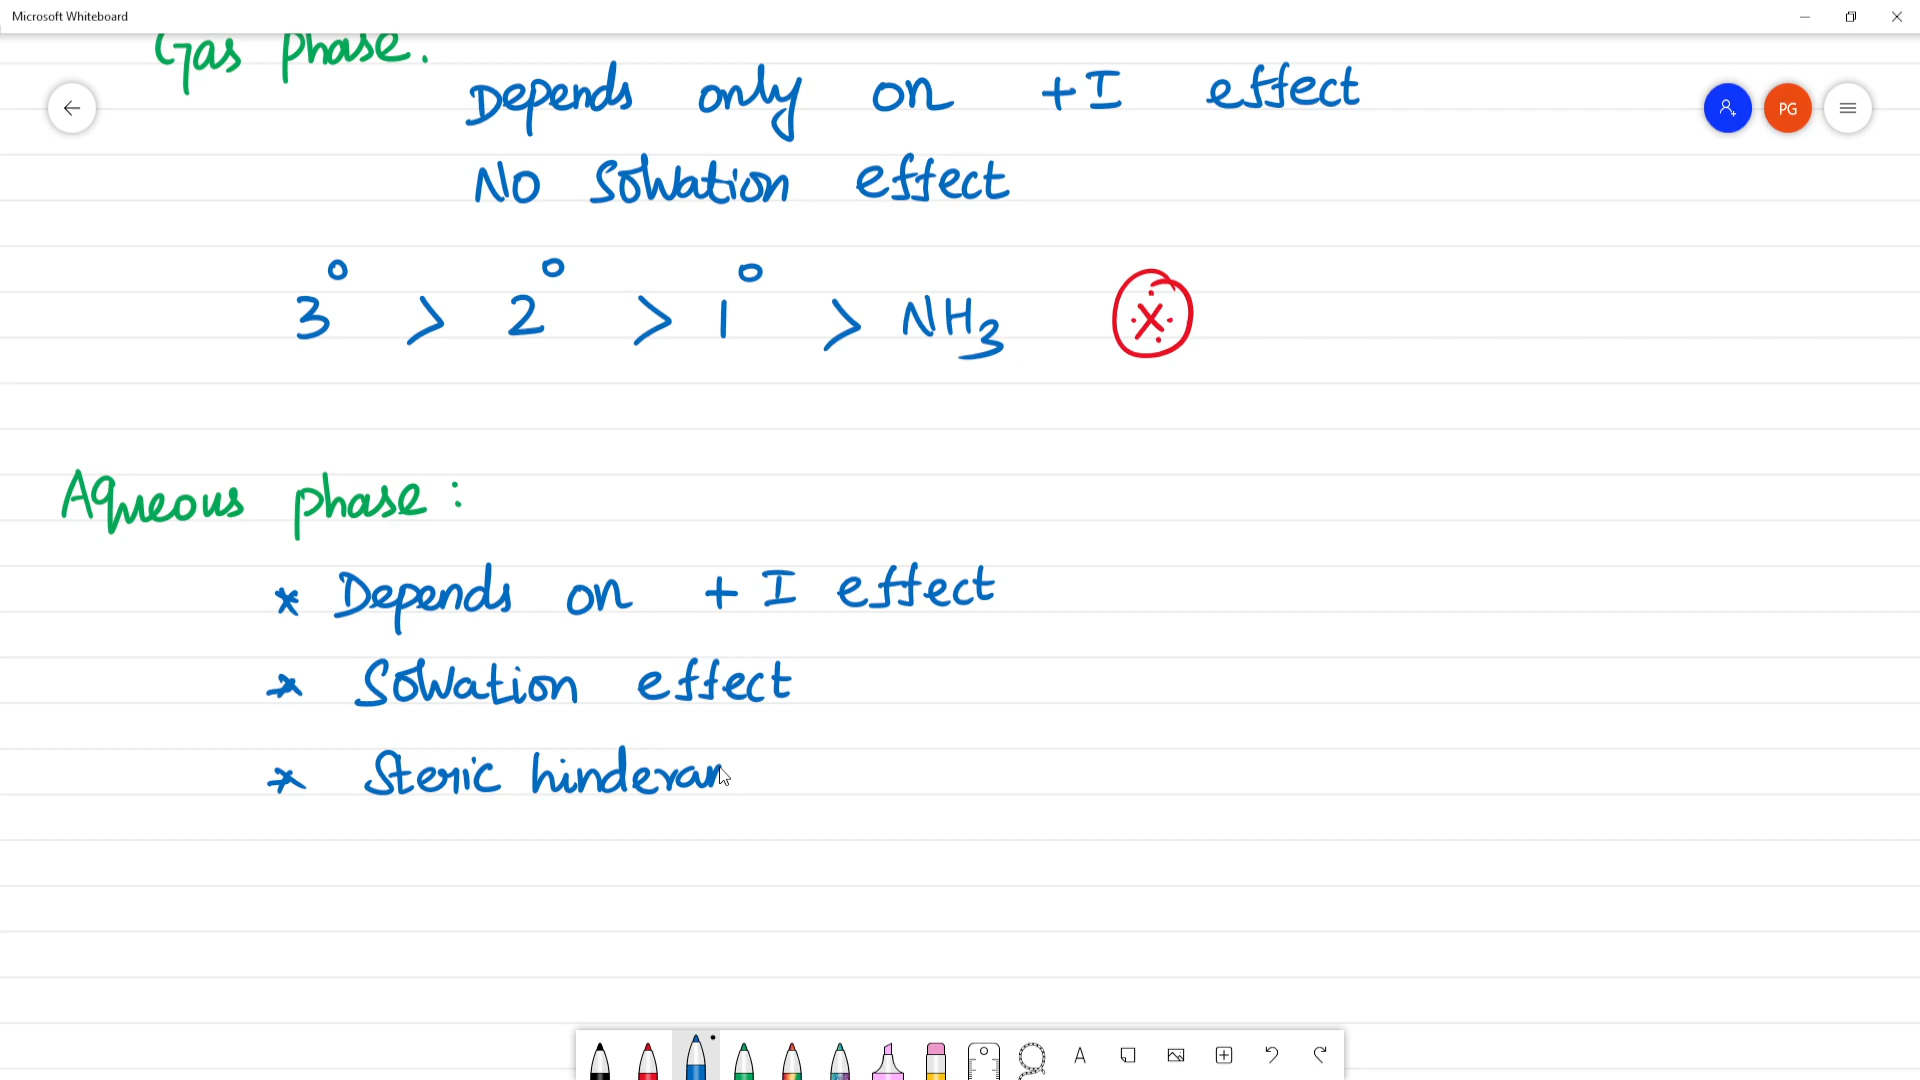 Microsoft Whiteboard
Gas phase.
Depends only on +I effect
PG
No Solvation effect
3° > 2° > 1° > NH3 X
Aqueous phase :
* Depends on + I effect
* Solvation effect
* Steric hinderan
A